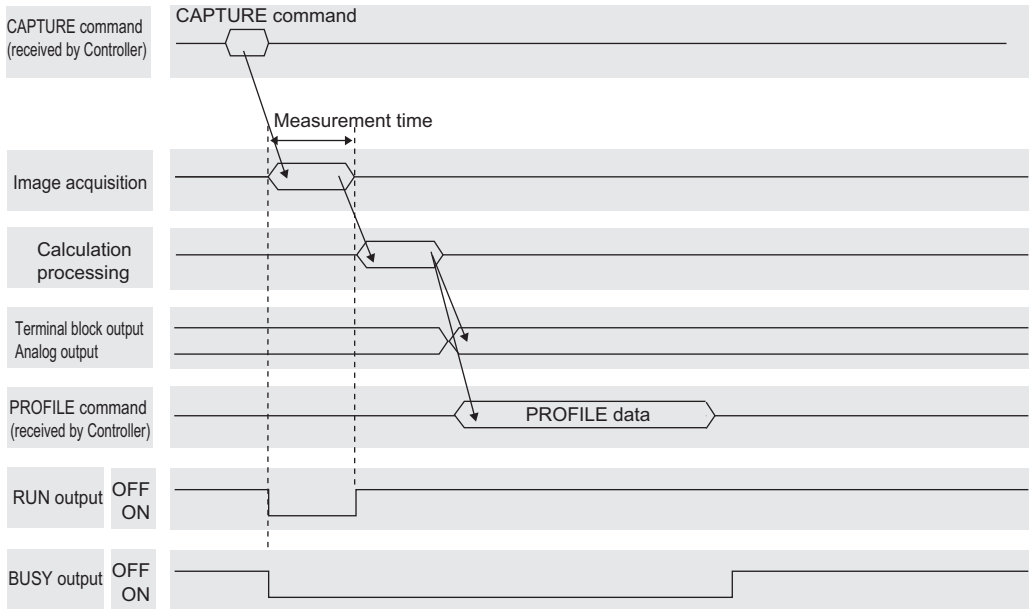 CAPTURE command
(received by Controller)
CAPTURE command
Measurement time
Image acquisition
Calculation
processing
Terminal block output
Analog output
PROFILE command
(received by Controller)
PROFILE data
RUN output
OFF
ON
BUSY output
OFF
ON